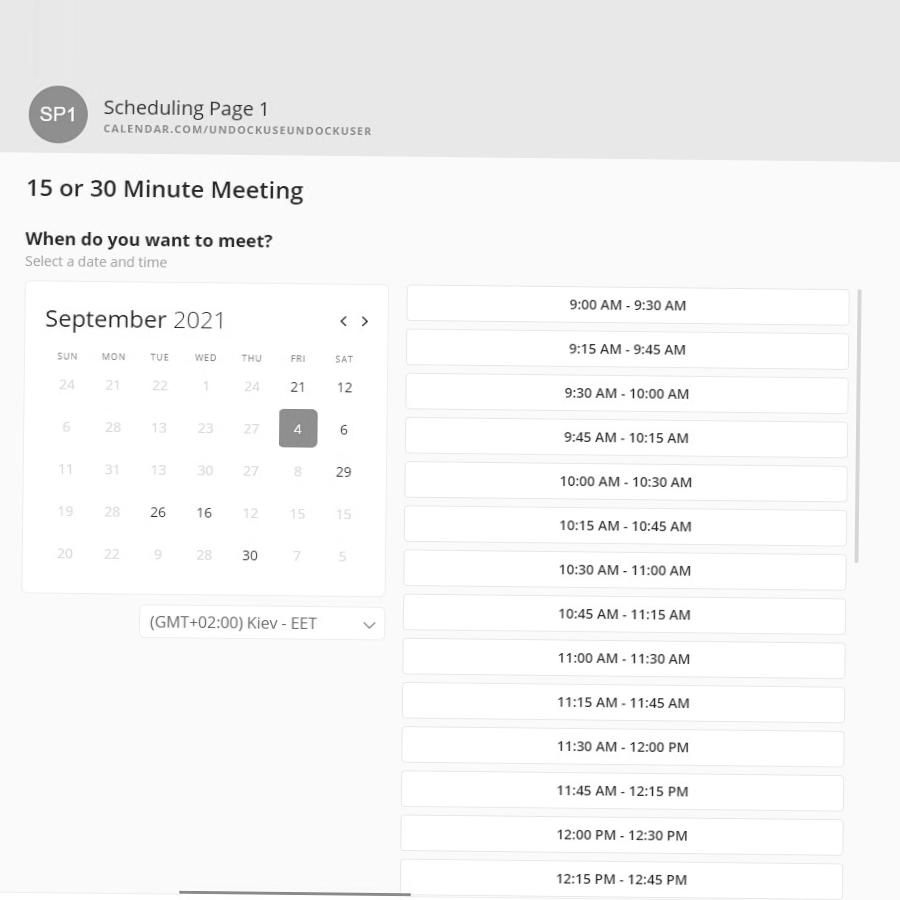 SP1
Scheduling Page 1
CALENDAR.COM/UNDOCKUSEUNDOCKUSER
15 or 30 Minute Meeting
When do you want to meet?
Select a date and time
September 2021
SUN MON TUE WED THU FRI SAT
24 21 22 1 24 21 12
6 28 13 23 27 4 6
11 31 13 30 27 8 29
19 28 26 16 12 15 15
20 22 9 28 30 7 5
(GMT+02:00) Kiev - EET
9:00 AM - 9:30 AM
9:15 AM - 9:45 AM
9:30 AM - 10:00 AM
9:45 AM - 10:15 AM
10:00 AM - 10:30 AM
10:15 AM - 10:45 AM
10:30 AM - 11:00 AM
10:45 AM - 11:15 AM
11:00 AM - 11:30 AM
11:15 AM - 11:45 AM
11:30 AM - 12:00 PM
11:45 AM - 12:15 PM
12:00 PM - 12:30 PM
12:15 PM - 12:45 PM